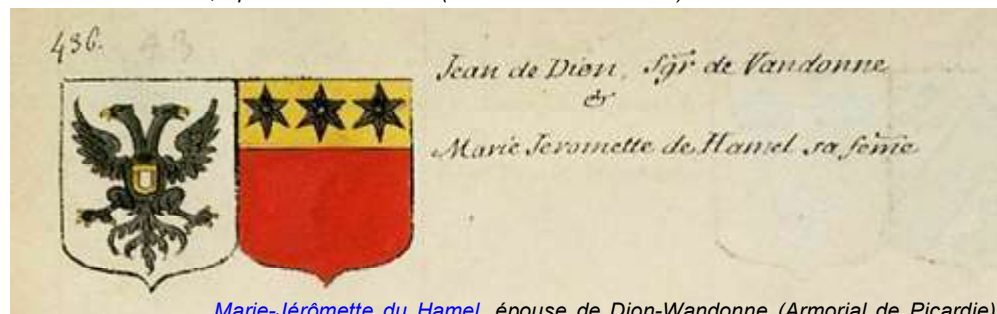 436.
Jean de Dion, Sgr de Vandonne
&
Marie Jeromette de Hamel sa feme
Marie-Jérômette du Hamel, épouse de Dion-Wandonne (Armorial de Picardie)